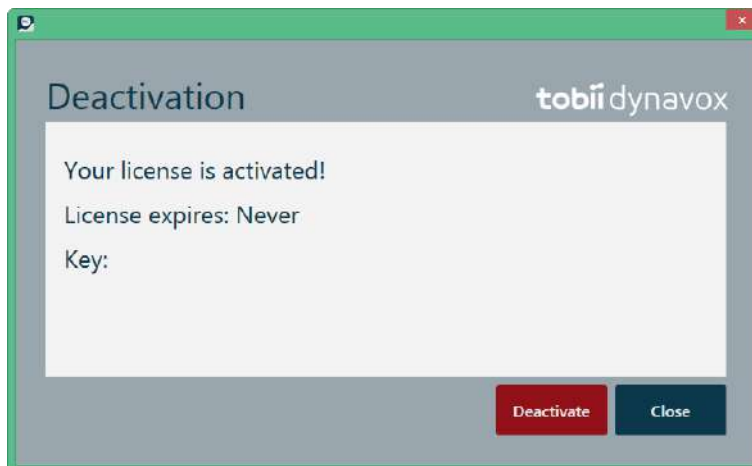 Deactivation
tobii dynavox
Your license is activated!
License expires: Never
Key:
Deactivate
Close